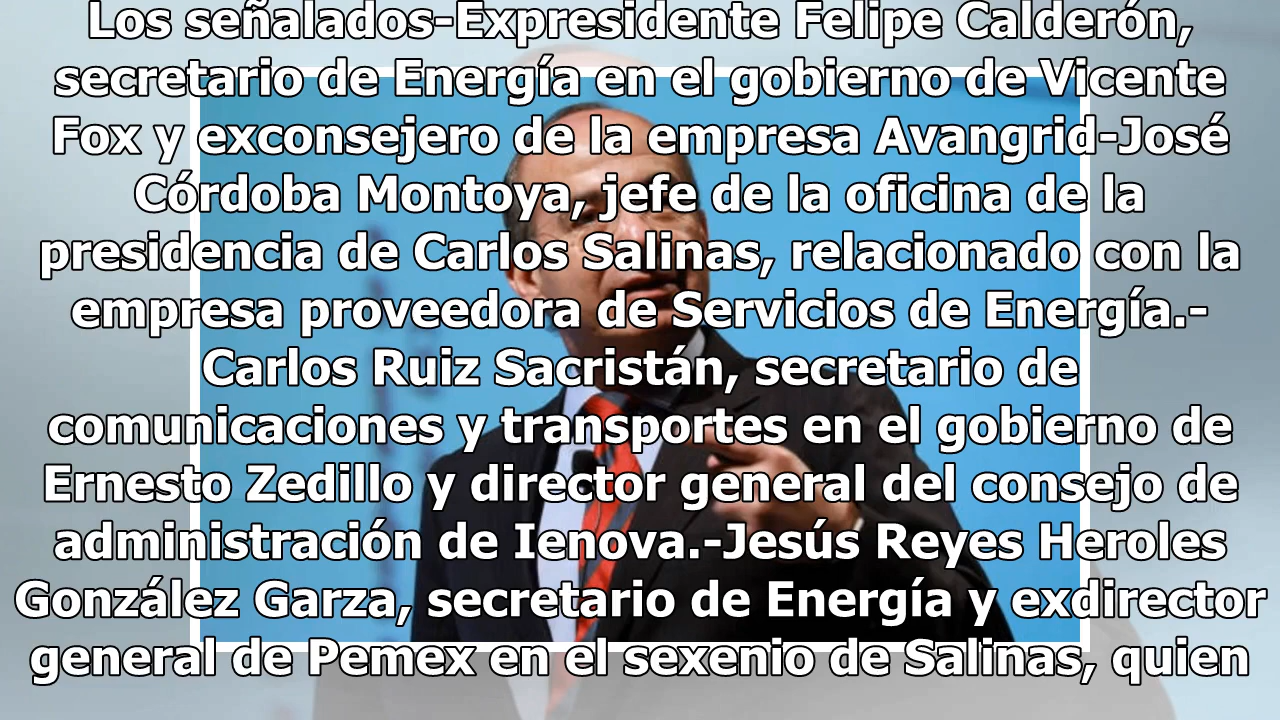 Los señalados-Expresidente Felipe Calderón,
secretario de Energía en el gobierno de Vicente
Fox y exconsejero de la empresa Avangrid-José
Córdoba Montoya, jefe de la oficina de la
presidencia de Carlos Salinas, relacionado con la
empresa proveedora de Servicios de Energía.-
Carlos Ruiz Sacristán, secretario de
comunicaciones y transportes en el gobierno de
Ernesto Zedillo y director general del consejo de
administración de Ienova.-Jesús Reyes Heroles
González Garza, secretario de Energía y exdirector
general de Pemex en el sexenio de Salinas, quien